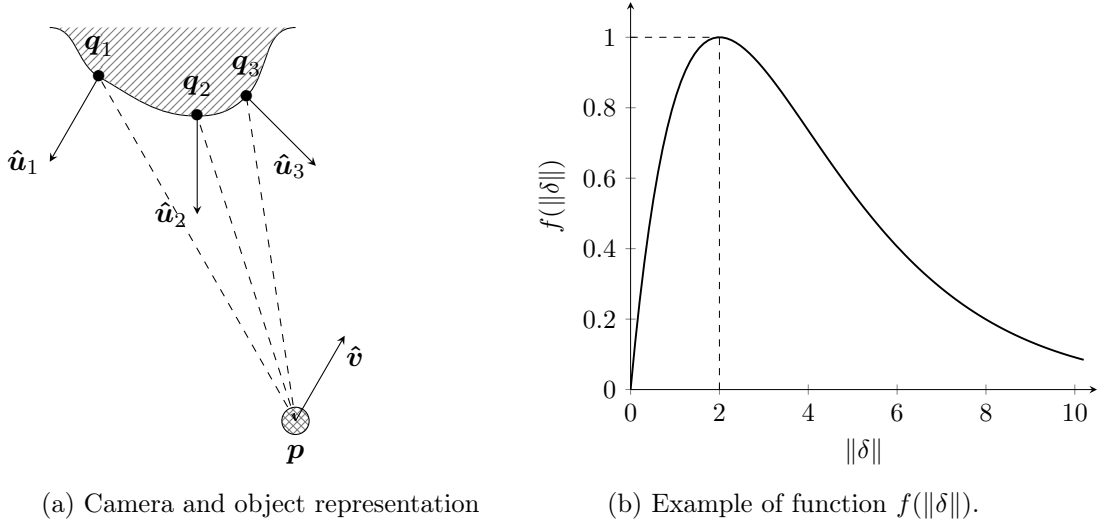 q₁
q₂
q₃
û₁
û₂
û₃
v̂
p
(a) Camera and object representation
f(‖δ‖)
1
0.8
0.6
0.4
0.2
0
0 2 4 6 8 10
‖δ‖
(b) Example of function f(‖δ‖).